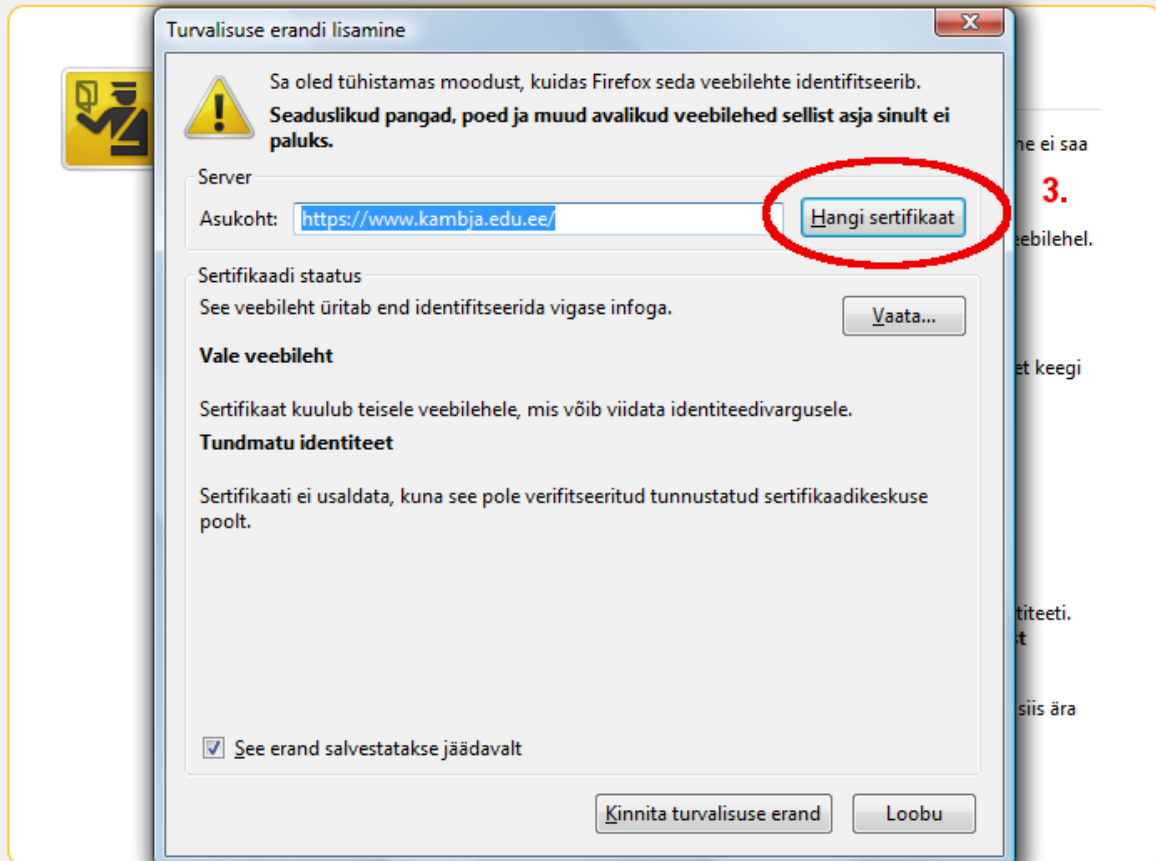 Turvalisuse erandi lisamine
Sa oled tühistamas moodust, kuidas Firefox seda veebilehte identifitseerib.
Seaduslikud pangad, poed ja muud avalikud veebilehed sellist asja sinult ei
paluks.
ei saa
Server
3.
Asukoht: https://www.kambja.edu.ee/ Hangi sertifikaat
eebilehel.
Sertifikaadi staatus
See veebileht üritab end identifitseerida vigase infoga.
Vaata...
Vale veebileht
et keegi
Sertifikaat kuulub teisele veebilehele, mis võib viidata identiteedivargusele.
Tundmatu identiteet
Sertifikaati ei usaldata, kuna see pole verifitseeritud tunnustatud sertifikaadikeskuse
poolt.
titeeti.
t
siis ära
See erand salvestatakse jäädavalt
Kinnita turvalisuse erand Loobu